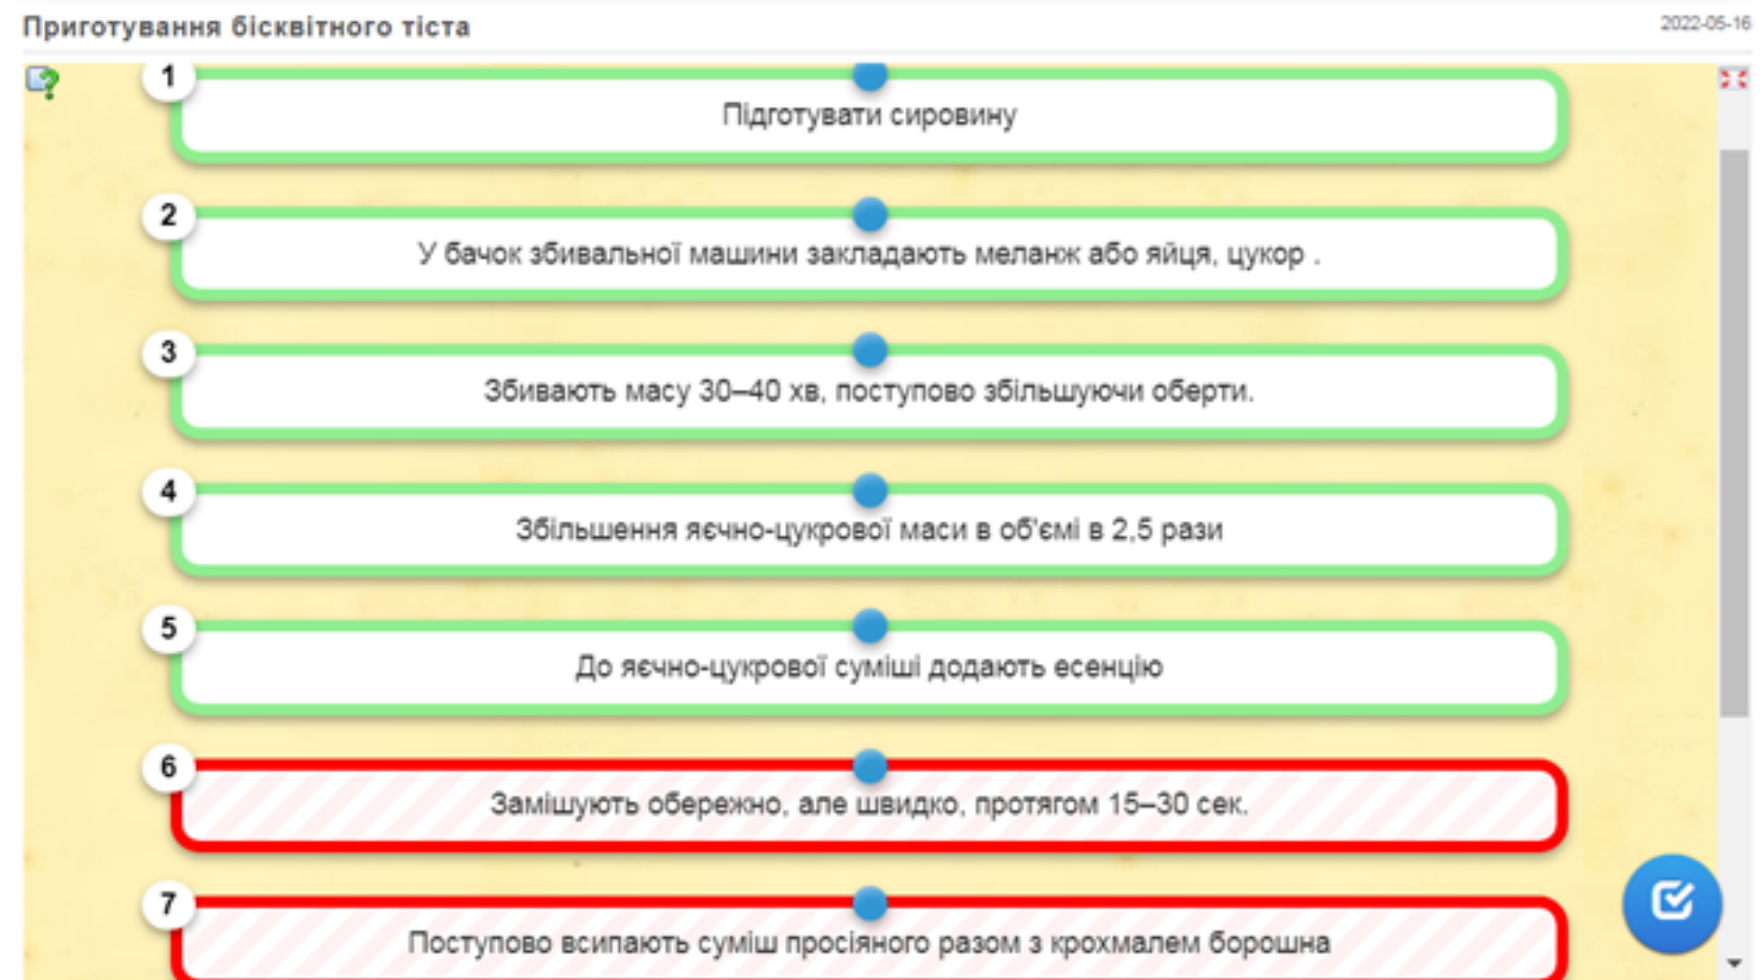 Приготування бісквітного тіста
2022-05-16
1
Підготувати сировину
2
У бачок збивальної машини закладають меланж або яйця, цукор .
3
Збивають масу 30–40 хв, поступово збільшуючи оберти.
4
Збільшення яєчно-цукрової маси в об'ємі в 2,5 рази
5
До яєчно-цукрової суміші додають есенцію
6
Замішують обережно, але швидко, протягом 15–30 сек.
7
Поступово всипають суміш просіяного разом з крохмалем борошна